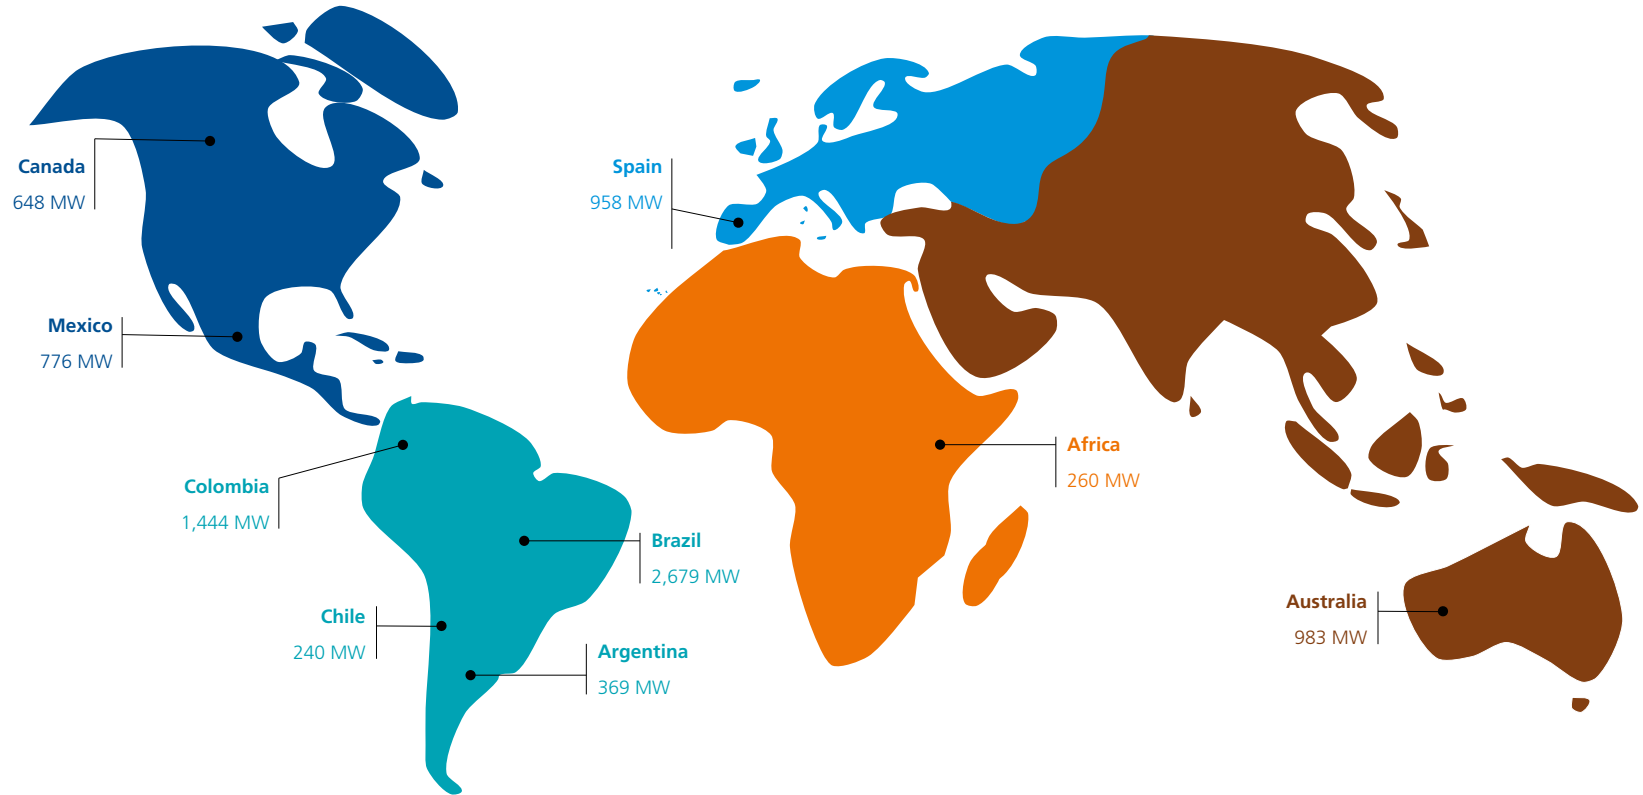 Canada
648 MW
Mexico
776 MW
Colombia
1,444 MW
Brazil
2,679 MW
Chile
240 MW
Argentina
369 MW
Spain
958 MW
Africa
260 MW
Australia
983 MW